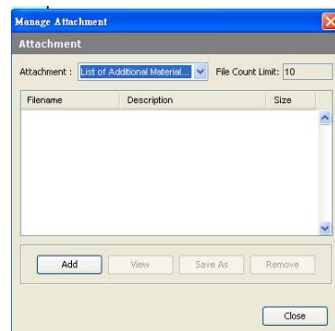 Manage Attachment
Attachment
Attachment : List of Additional Material... File Count Limit: 10
Filename Description Size
Add View Save As Remove
Close